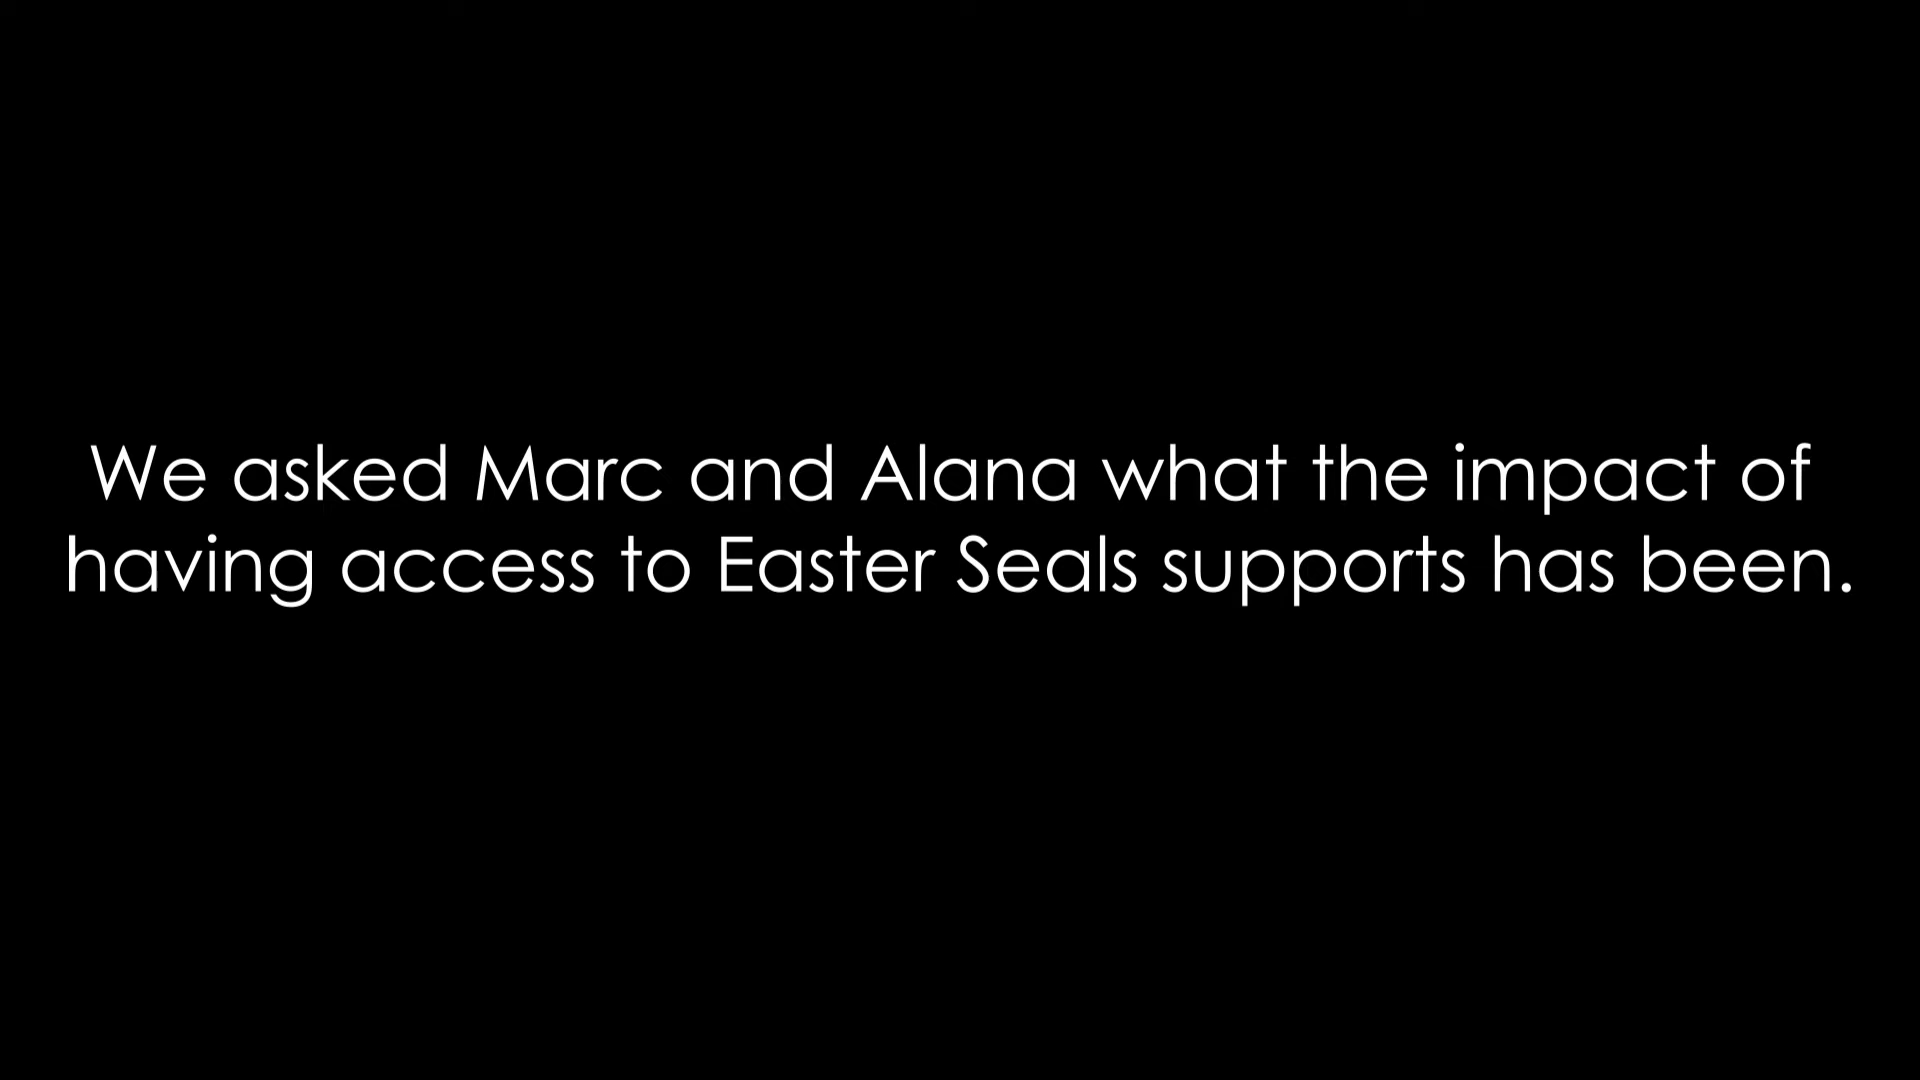 We asked Marc and Alana what the impact of
having access to Easter Seals supports has been.